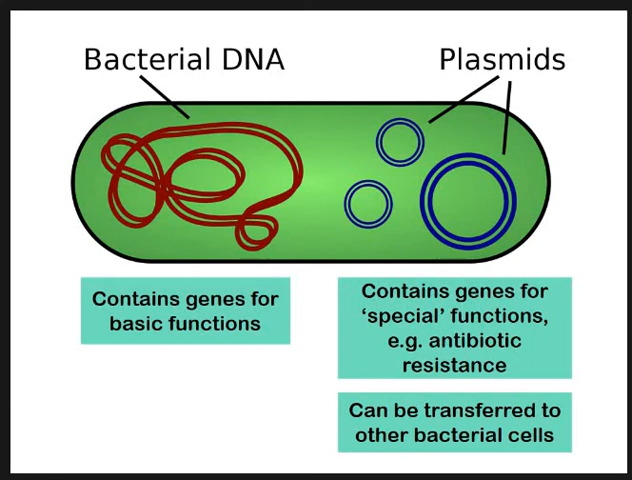 Bacterial DNA
Plasmids
Contains genes for
basic functions
Contains genes for
‘special’ functions,
e.g. antibiotic
resistance
Can be transferred to
other bacterial cells